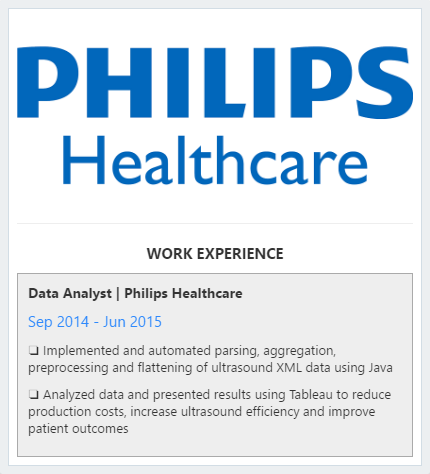 PHILIPS
Healthcare
WORK EXPERIENCE
Data Analyst | Philips Healthcare
Sep 2014 - Jun 2015
❏ Implemented and automated parsing, aggregation,
preprocessing and flattening of ultrasound XML data using Java
❏ Analyzed data and presented results using Tableau to reduce
production costs, increase ultrasound efficiency and improve
patient outcomes